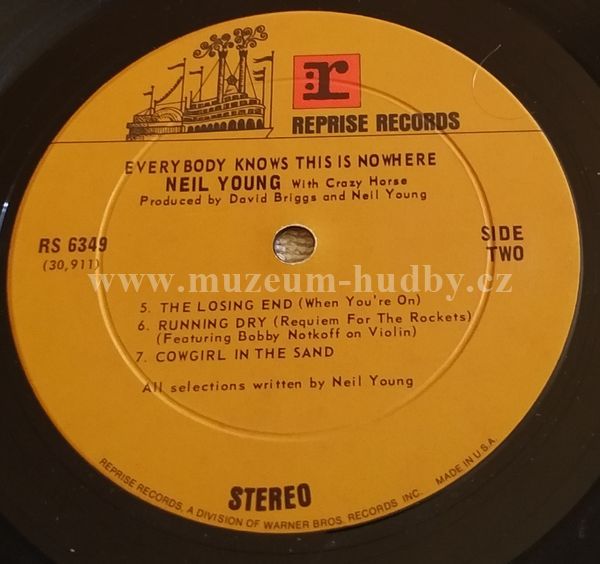 r
REPRISE RECORDS
EVERYBODY KNOWS THIS IS NOWHERE
NEIL YOUNG With Crazy Horse
Produced by David Briggs and Neil Young
RS 6349
(30,911)
SIDE
TWO
www.muzeum-hudby.cz
5. THE LOSING END (When You're On)
6. RUNNING DRY (Requiem For The Rockets)
(Featuring Bobby Notkoff on Violin)
7. COWGIRL IN THE SAND
All selections written by Neil Young
STEREO
REPRISE RECORDS, A DIVISION OF WARNER BROS. RECORDS INC. MADE IN U.S.A.